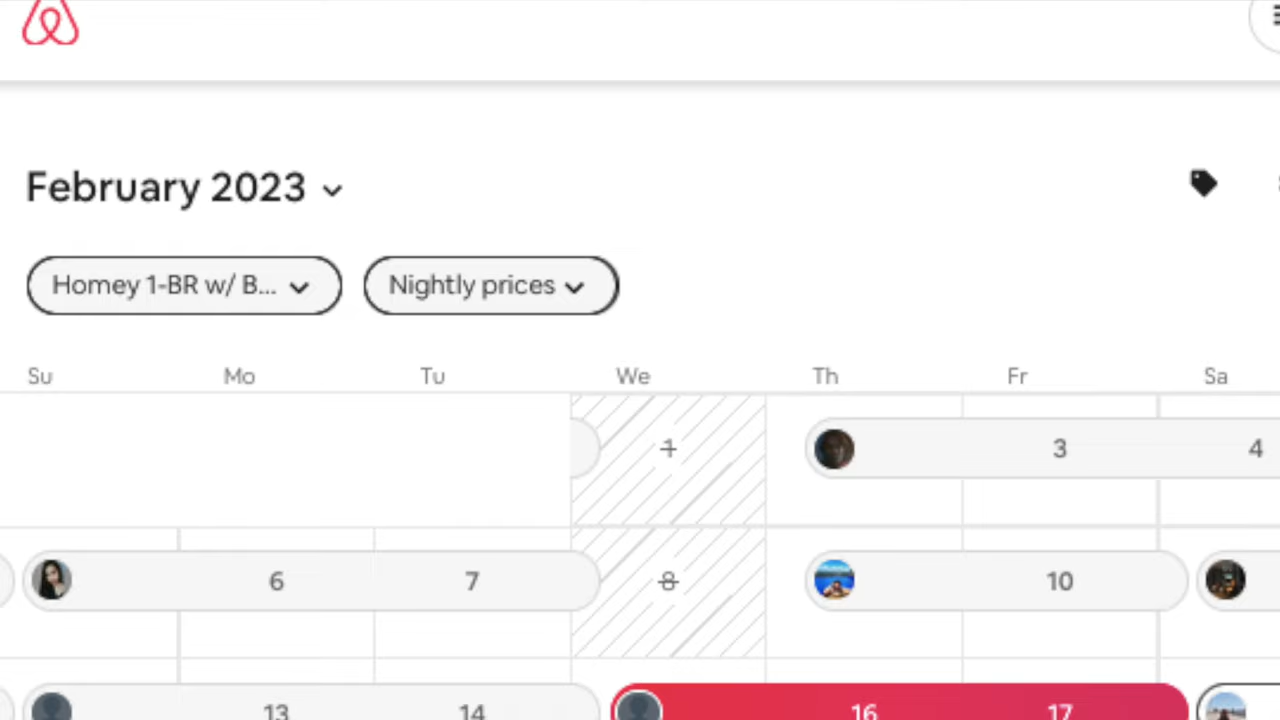 February 2023
Homey 1-BR w/ B... Nightly prices
Su Mo Tu We Th Fr Sa
1 3 4
6 7 8 10
13 14 16 17